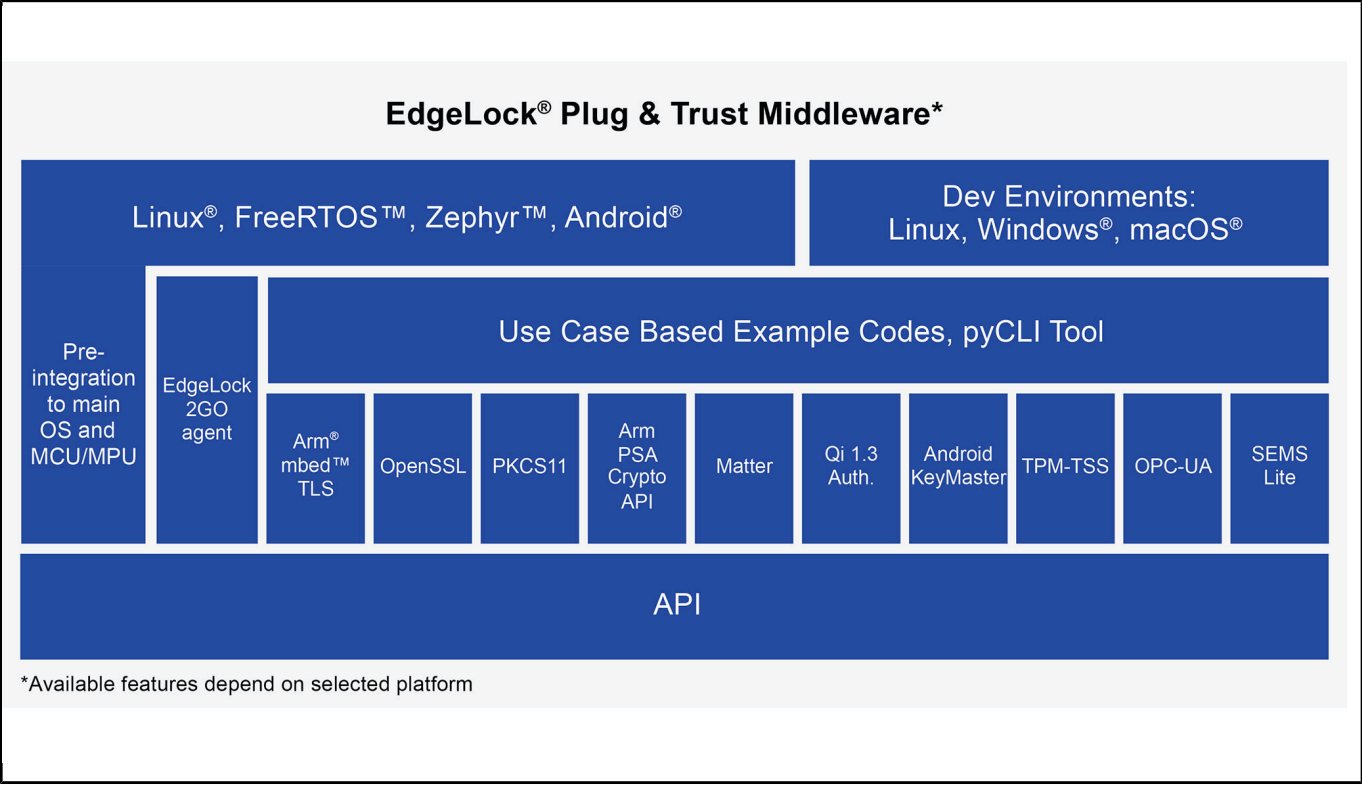 EdgeLock® Plug & Trust Middleware*
Linux®, FreeRTOS™, Zephyr™, Android®
Dev Environments:
Linux, Windows®, macOS®
Pre-
integration
to main
OS and
MCU/MPU
EdgeLock
2GO
agent
Use Case Based Example Codes, pyCLI Tool
Arm®
mbed™
TLS
OpenSSL
PKCS11
Arm
PSA
Crypto
API
Matter
Qi 1.3
Auth.
Android
KeyMaster
TPM-TSS
OPC-UA
SEMS
Lite
API
*Available features depend on selected platform